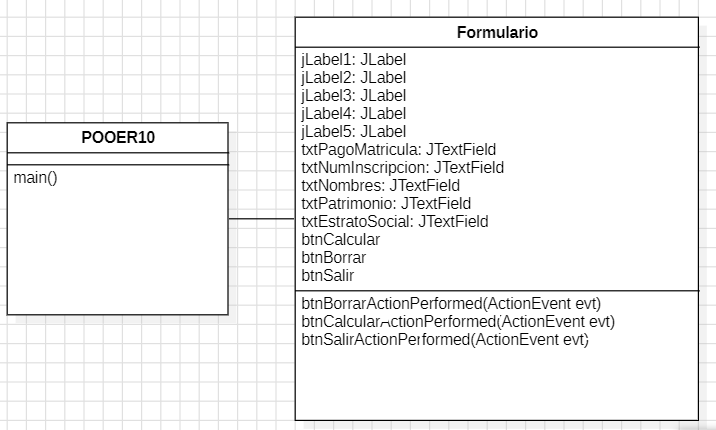 POOER10
main()
Formulario
jLabel1: JLabel
jLabel2: JLabel
jLabel3: JLabel
jLabel4: JLabel
jLabel5: JLabel
txtPagoMatricula: JTextField
txtNumInscripcion: JTextField
txtNombres: JTextField
txtPatrimonio: JTextField
txtEstratoSocial: JTextField
btnCalcular
btnBorrar
btnSalir
btnBorrarActionPerformed(ActionEvent evt)
btnCalcularActionPerformed(ActionEvent evt)
btnSalirActionPerformed(ActionEvent evt)